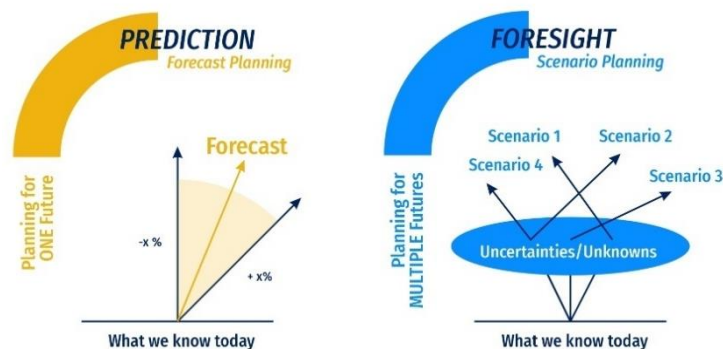 PREDICTION
Forecast Planning
Forecast
-x %
+ x%
Planning for
ONE Future
What we know today
FORESIGHT
Scenario Planning
Scenario 1
Scenario 2
Scenario 4
Scenario 3
Uncertainties/Unknowns
Planning for
MULTIPLE Futures
What we know today